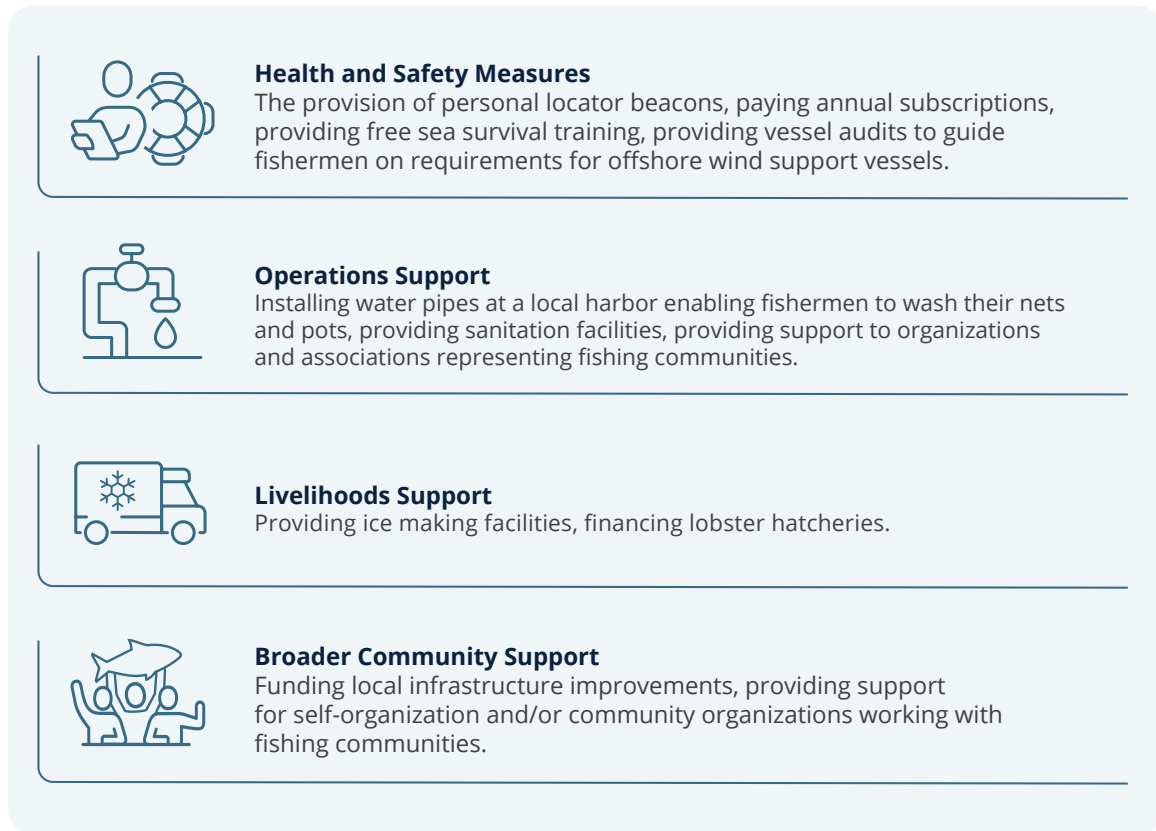 Health and Safety Measures
The provision of personal locator beacons, paying annual subscriptions,
providing free sea survival training, providing vessel audits to guide
fishermen on requirements for offshore wind support vessels.
Operations Support
Installing water pipes at a local harbor enabling fishermen to wash their nets
and pots, providing sanitation facilities, providing support to organizations
and associations representing fishing communities.
Livelihoods Support
Providing ice making facilities, financing lobster hatcheries.
Broader Community Support
Funding local infrastructure improvements, providing support
for self-organization and/or community organizations working with
fishing communities.